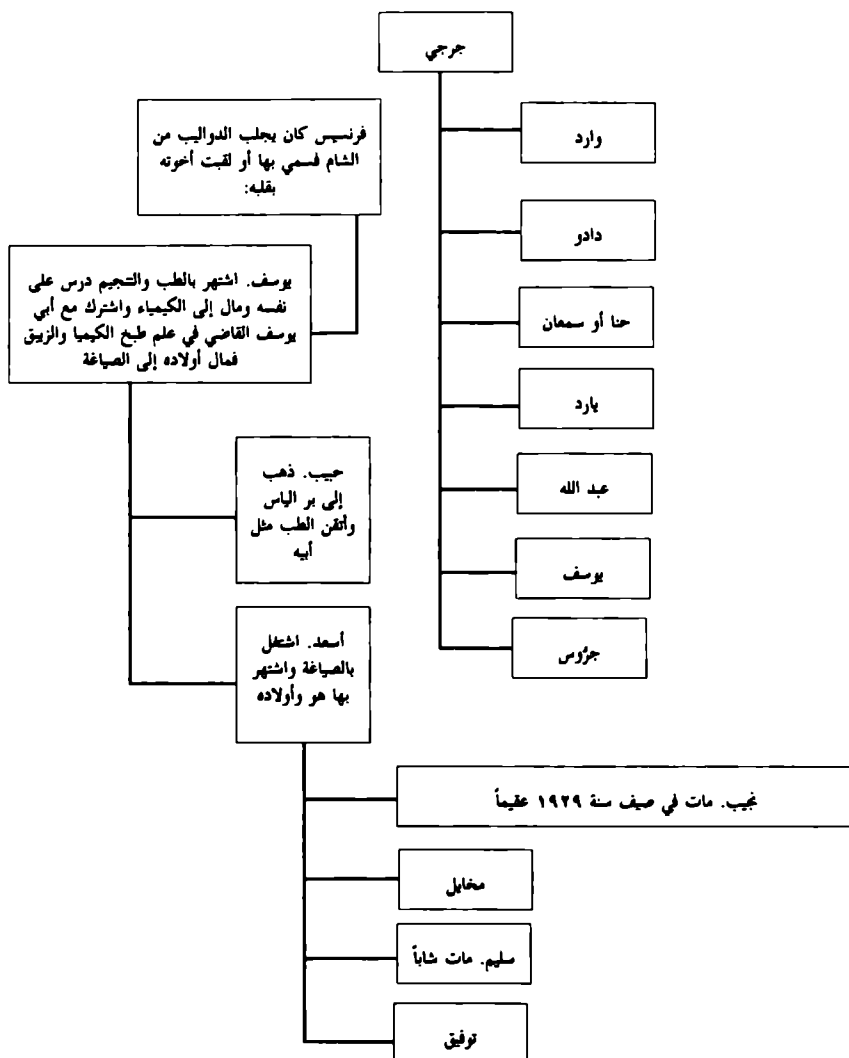 جرجي
وارد
دادو
حنا أو سمعان
يارد
عبد الله
يوسف
جرّوس
فرنسيس كان يجلب الدواليب من
الشام فسمي بها أو لقبت أخوته
بقلبه:
يوسف. اشتهر بالطب والتنجيم درس على
نفسه ومال إلى الكيمياء واشترك مع أبي
يوسف القاضي في علم طبخ الكيميا والزيبق
فمال أولاده إلى الصياغة
حبيب. ذهب
إلى بر الياس
وأتقن الطب مثل
أبيه
أسعد. اشتغل
بالصياغة واشتهر
بها هو وأولاده
نجيب. مات في صيف سنة ١٩٢٩ عقيماً
مخايل
سليم. مات شاباً
توفيق